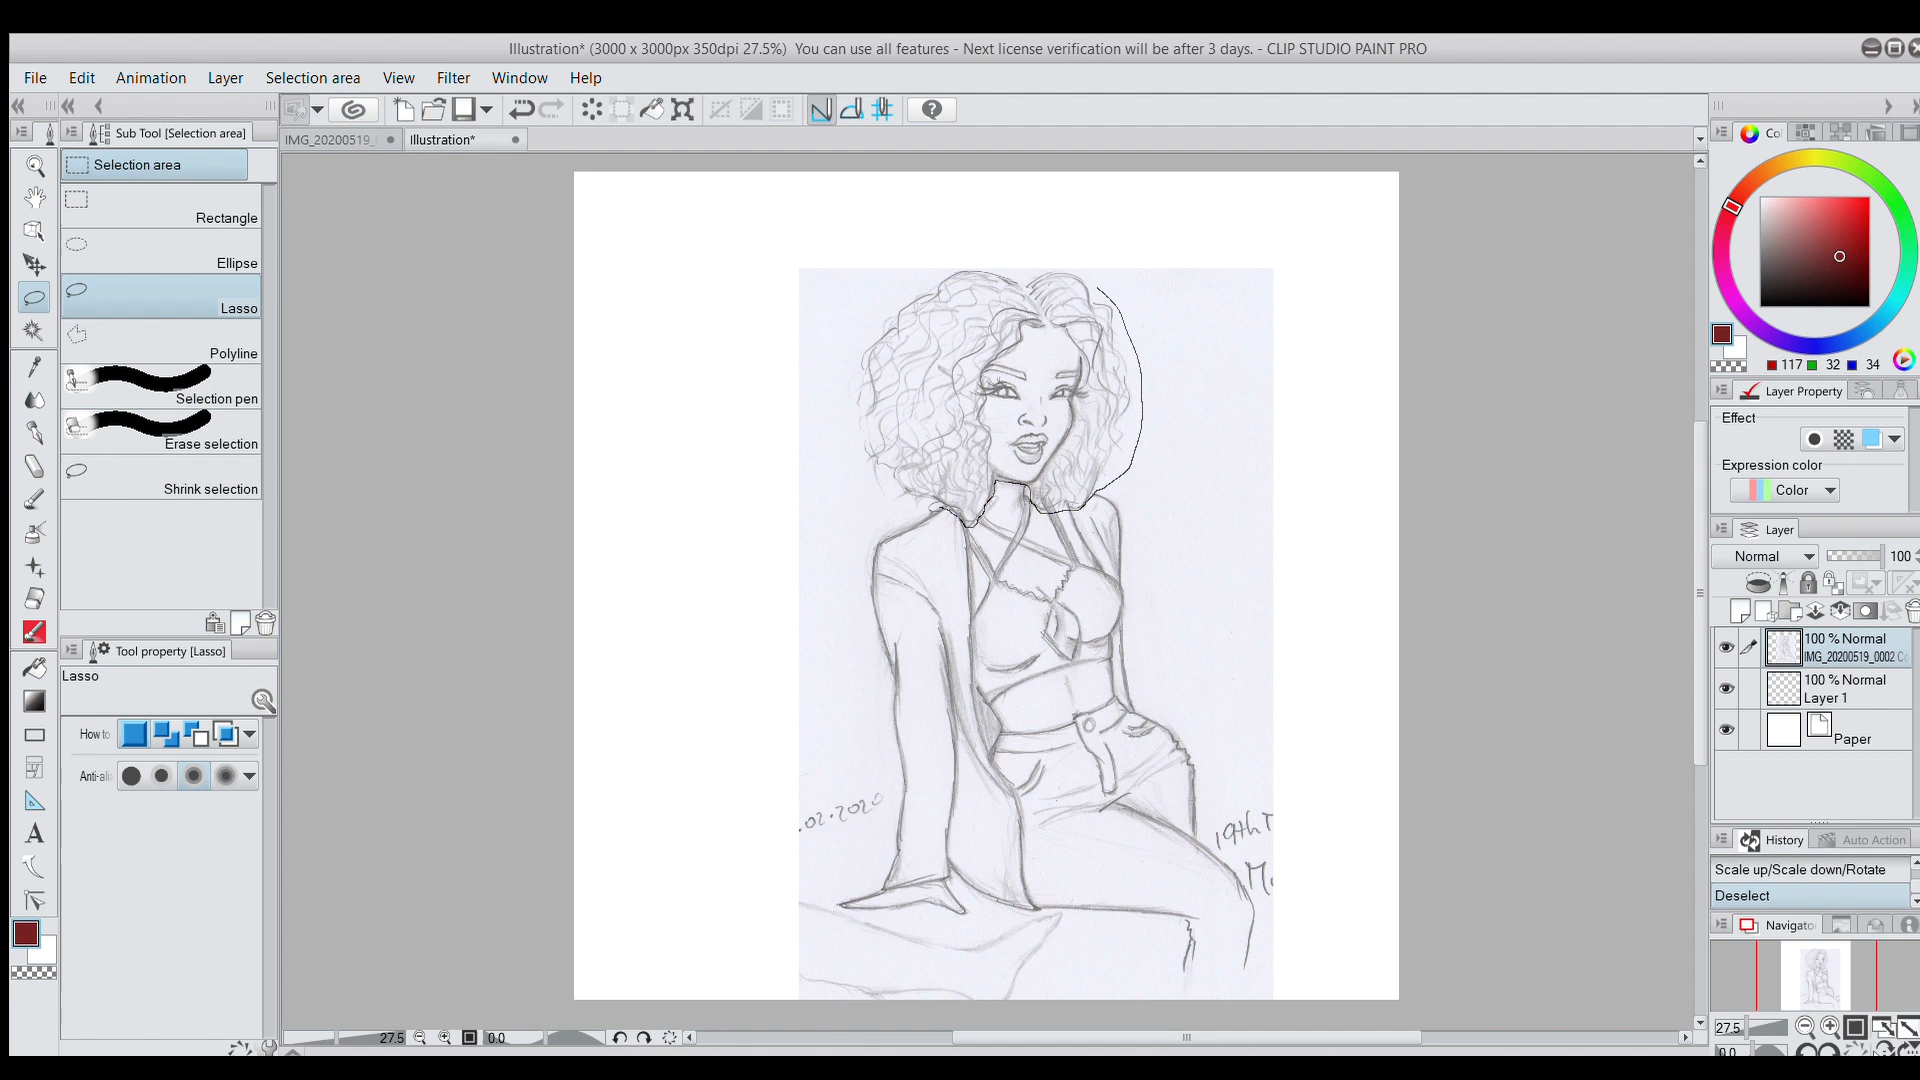 Illustration* (3000 x 3000px 350dpi 27.5%)  You can use all features - Next license verification will be after 3 days. - CLIP STUDIO PAINT PRO
File Edit Animation Layer Selection area View Filter Window Help
Sub Tool [Selection area]
IMG_20200519_
Illustration*
Selection area
Rectangle
Ellipse
Lasso
Polyline
Selection pen
Erase selection
Shrink selection
Tool property [Lasso]
Lasso
How to
Anti-ali
A
.02.2020
19th
27.5
0.0
Co
117 32 34
Layer Property
Effect
Expression color
Color
Layer
Normal 100
100 % Normal
IMG_20200519_0002 C
100 % Normal
Layer 1
Paper
History Auto Action
Scale up/Scale down/Rotate
Deselect
Navigator
27.5
0.0